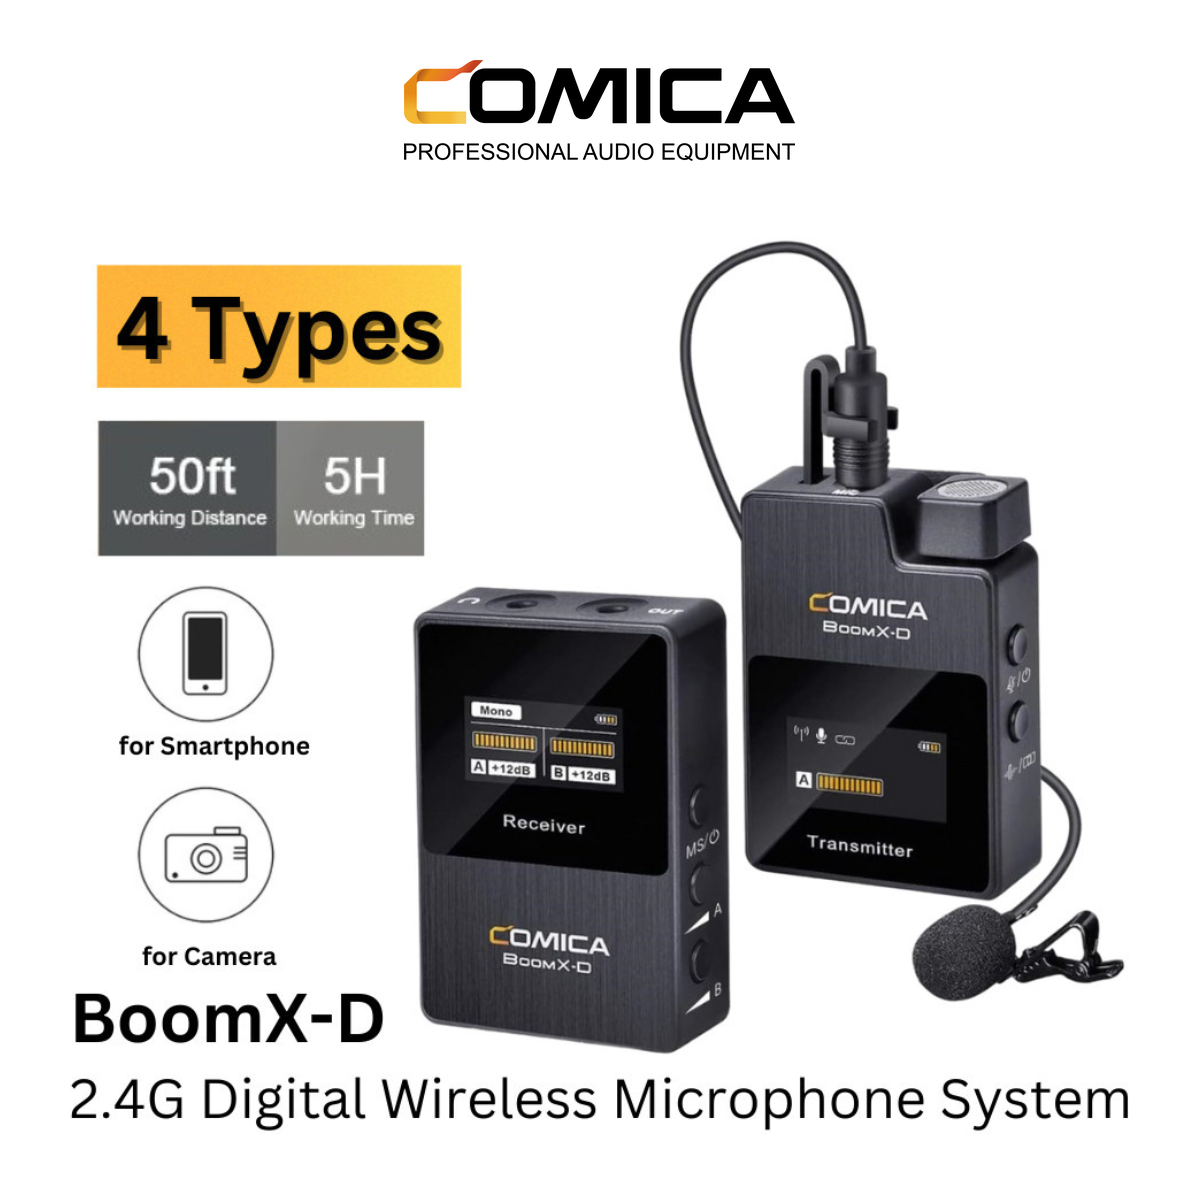 COMICA
PROFESSIONAL AUDIO EQUIPMENT
4 Types
50ft
Working Distance
5H
Working Time
for Smartphone
for Camera
MIC
COMICA
BoomX-D
A
Transmitter
OUT
Mono
A +12dB
B +12dB
Receiver
MS/
A
B
COMICA
BoomX-D
BoomX-D
2.4G Digital Wireless Microphone System